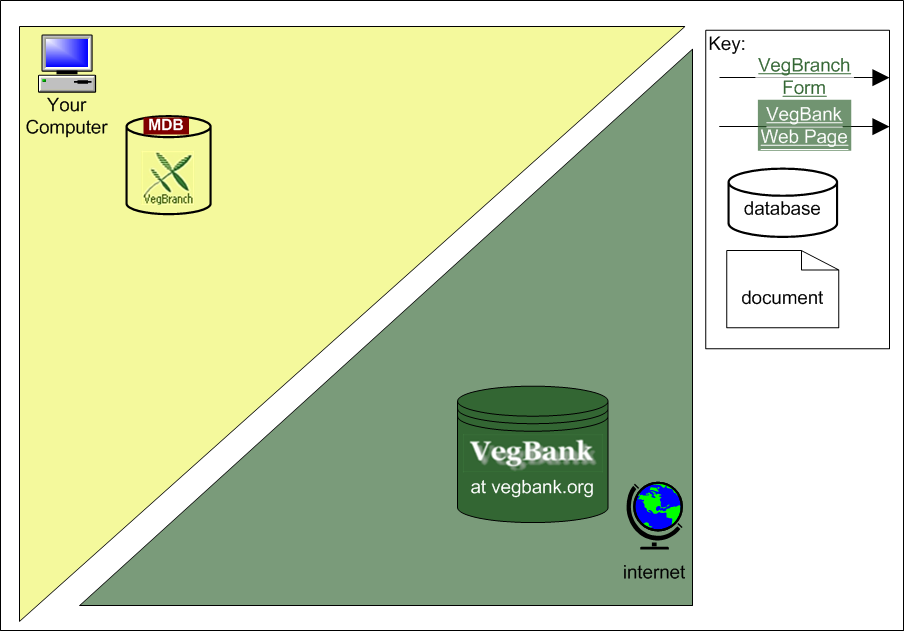 Your
Computer
MDB
VegBranch
VegBank
at vegbank.org
internet
Key:
VegBranch
Form
VegBank
Web Page
database
document